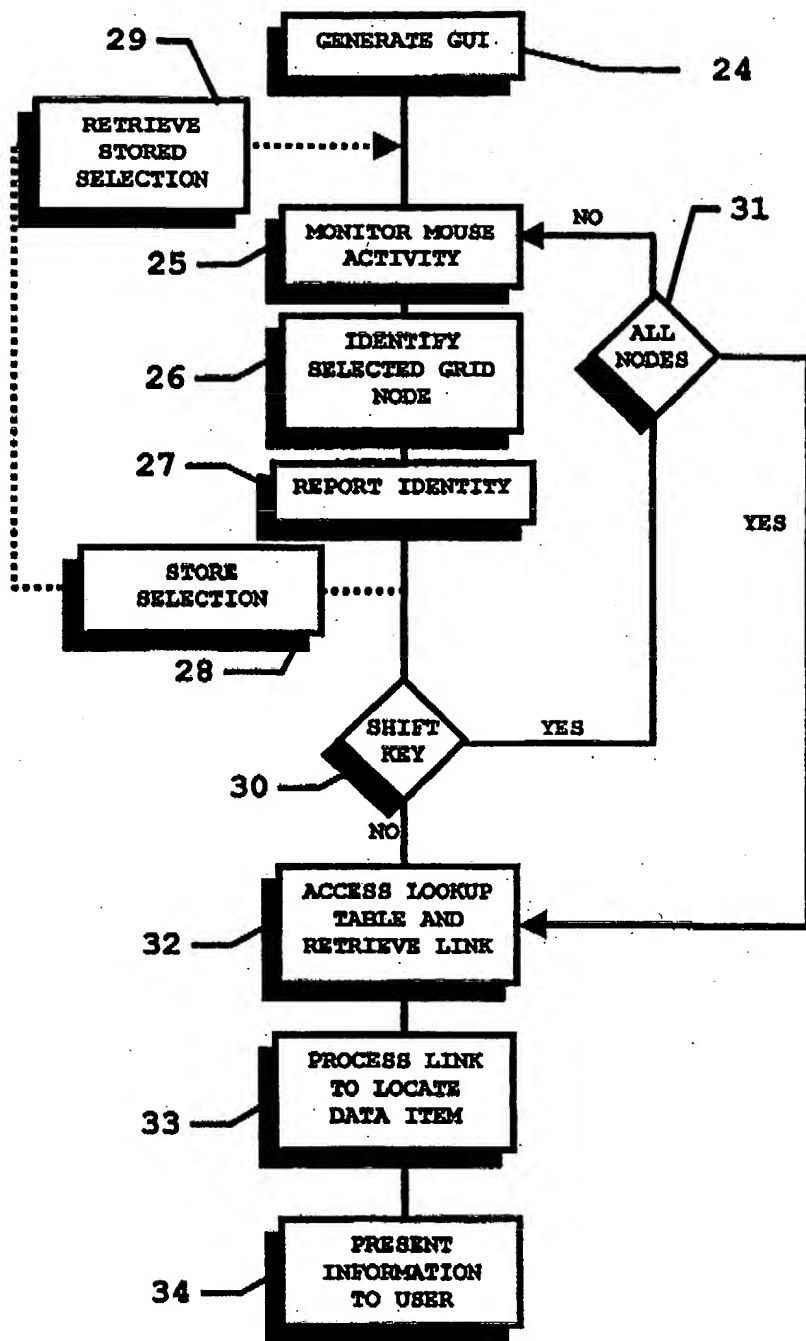 29
GENERATE GUI
24
RETRIEVE
STORED
SELECTION
NO
31
MONITOR MOUSE
ACTIVITY
25
ALL
NODES
IDENTIFY
SELECTED GRID
NODE
26
27
REPORT IDENTITY
YES
STORE
SELECTION
28
SHIFT
KEY
YES
30
NO
ACCESS LOOKUP
TABLE AND
RETRIEVE LINK
32
PROCESS LINK
TO LOCATE
DATA ITEM
33
PRESENT
INFORMATION
TO USER
34